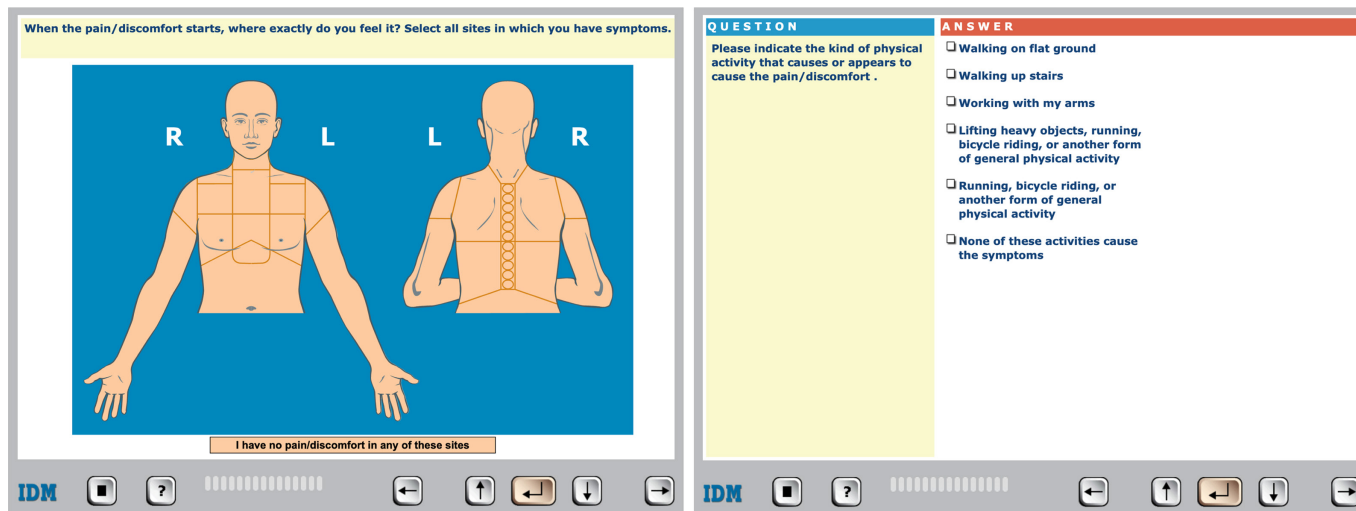 When the pain/discomfort starts, where exactly do you feel it? Select all sites in which you have symptoms.
R
L
L
R
I have no pain/discomfort in any of these sites
IDM
?
QUESTION
Please indicate the kind of physical
activity that causes or appears to
cause the pain/discomfort .
ANSWER
Walking on flat ground
Walking up stairs
Working with my arms
Lifting heavy objects, running,
bicycle riding, or another form
of general physical activity
Running, bicycle riding, or
another form of general
physical activity
None of these activities cause
the symptoms
IDM
?